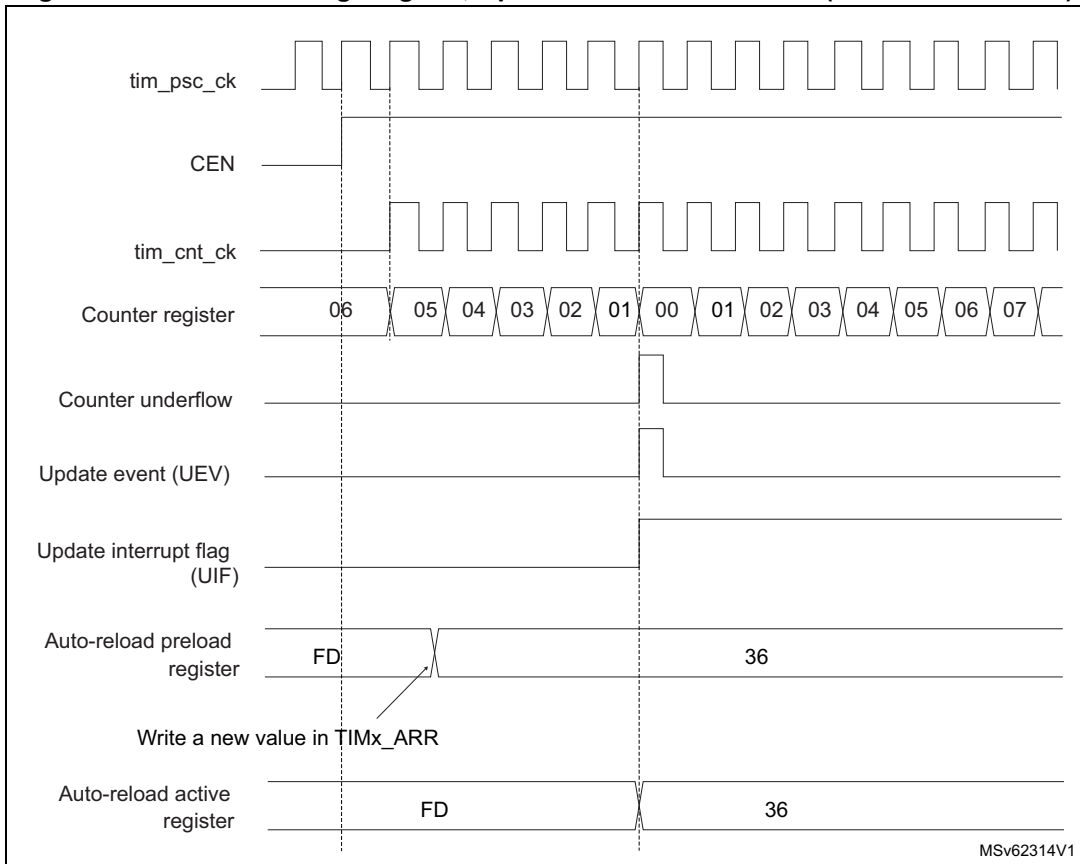 tim_psc_ck
CEN
tim_cnt_ck
Counter register
06 05 04 03 02 01 00 01 02 03 04 05 06 07
Counter underflow
Update event (UEV)
Update interrupt flag
(UIF)
Auto-reload preload
register
FD 36
Write a new value in TIMx_ARR
Auto-reload active
register
FD 36
MSv62314V1